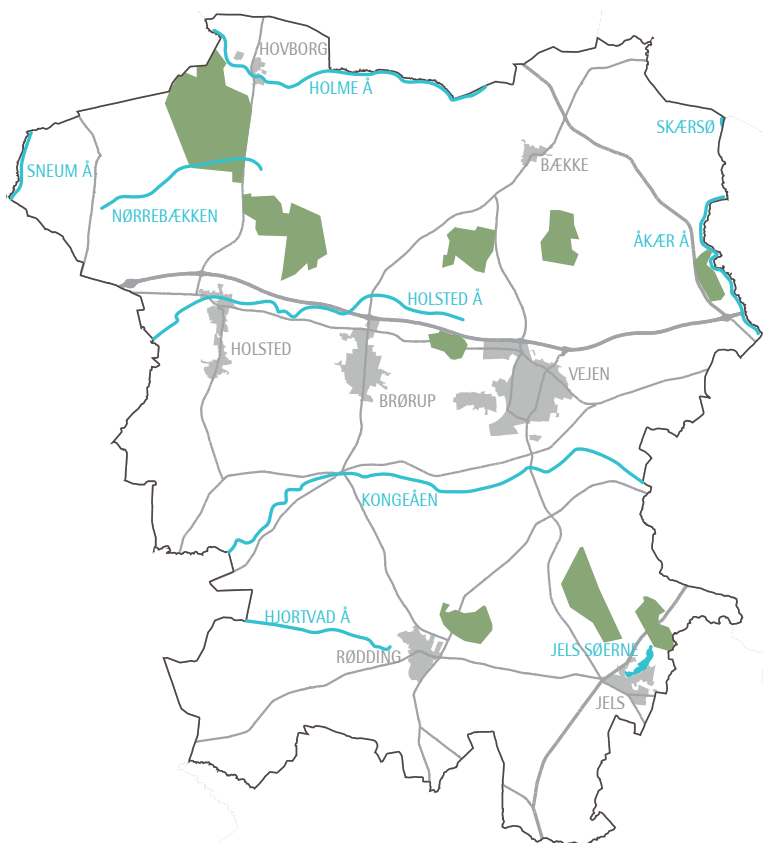 HOVBORG
HOLME Å
SKÆRSØ
BÆKKE
SNEUM Å
NØRREBÆKKEN
ÅKÆR Å
HOLSTED Å
HOLSTED
VEJEN
BRØRUP
KONGEÅEN
HJORTVAD Å
JELS SØERNE
RØDDING
JELS